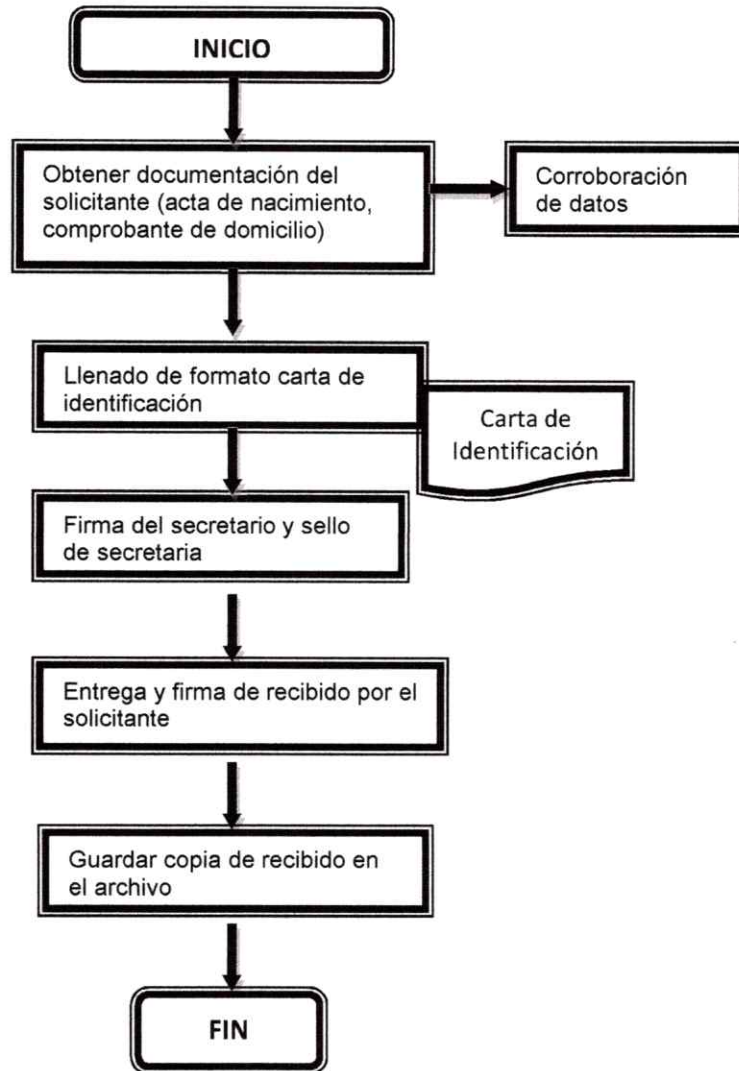 INICIO
Obtener documentación del
solicitante (acta de nacimiento,
comprobante de domicilio)
Corroboración
de datos
Llenado de formato carta de
identificación
Carta de
Identificación
Firma del secretario y sello
de secretaria
Entrega y firma de recibido por el
solicitante
Guardar copia de recibido en
el archivo
FIN